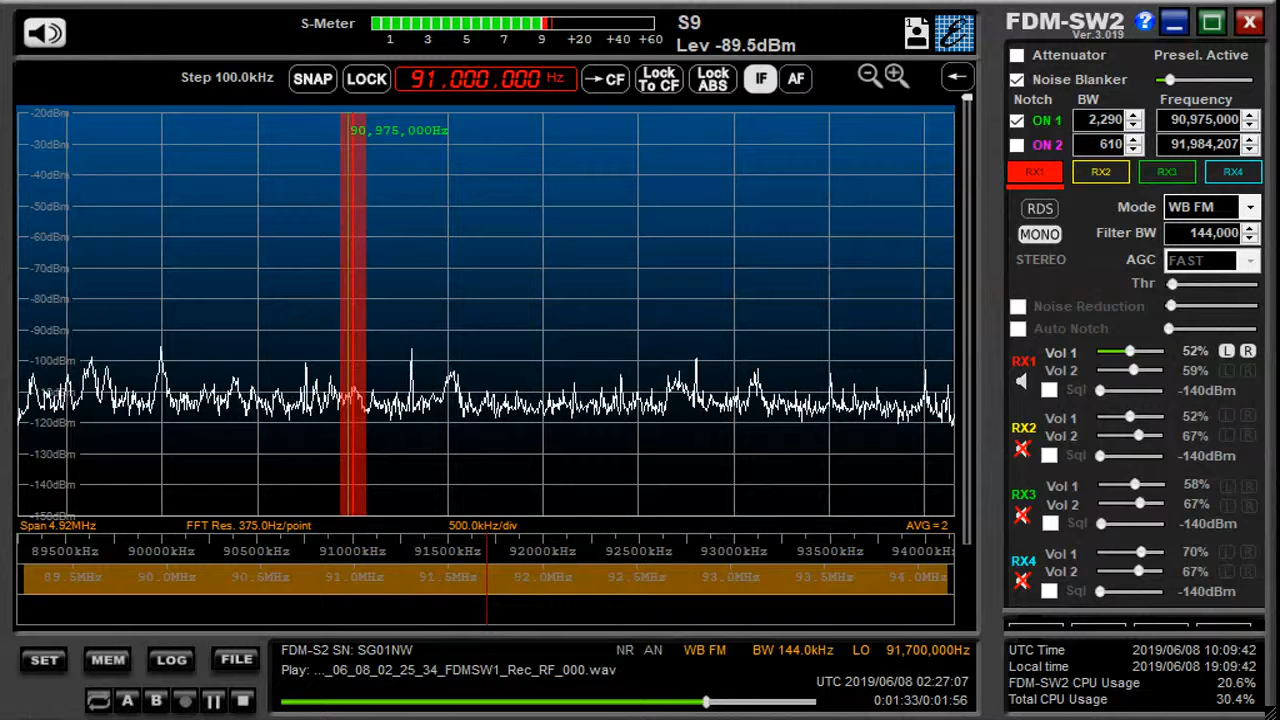 S-Meter
1 3 5 7 9 +20 +40 +60
S9
Lev -89.5dBm
FDM-SW2
Ver.3.019
?
X
Step 100.0kHz
SNAP
LOCK
91.000.000 Hz
→CF
Lock To CF
Lock ABS
IF
AF
Attenuator
Presel. Active
Noise Blanker
Notch BW Frequency
ON 1 2,290 90,975,000
ON 2 610 91,984,207
RX1 RX2 RX3 RX4
RDS Mode WB FM
MONO Filter BW 144,000
STEREO AGC FAST
Thr
Noise Reduction
Auto Notch
RX1 Vol 1 52% L R
Vol 2 59% L R
Sql -140dBm
RX2 Vol 1 52% L R
Vol 2 67% L R
Sql -140dBm
RX3 Vol 1 58% L R
Vol 2 67% L R
Sql -140dBm
RX4 Vol 1 70% L R
Vol 2 67% L R
Sql -140dBm
-20dBm
90,975,000Hz
-30dBm
-40dBm
-50dBm
-60dBm
-70dBm
-80dBm
-90dBm
-100dBm
-120dBm
-130dBm
-140dBm
-150dBm
Span 4.92MHz FFT Res. 375.0Hz/point 500.0kHz/div AVG = 2
89500kHz 90000kHz 90500kHz 91000kHz 91500kHz 92000kHz 92500kHz 93000kHz 93500kHz 94000kHz
89.5MHz 90.0MHz 90.5MHz 91.0MHz 91.5MHz 92.0MHz 92.5MHz 93.0MHz 93.5MHz 94.0MHz
SET MEM LOG FILE
A B
FDM-S2 SN: SG01NW NR AN WB FM BW 144.0kHz LO 91,700,000Hz
Play: ..._06_08_02_25_34_FDMSW1_Rec_RF_000.wav
UTC 2019/06/08 02:27:07
0:01:33/0:01:56
UTC Time 2019/06/08 10:09:42
Local time 2019/06/08 19:09:42
FDM-SW2 CPU Usage 20.6%
Total CPU Usage 30.4%